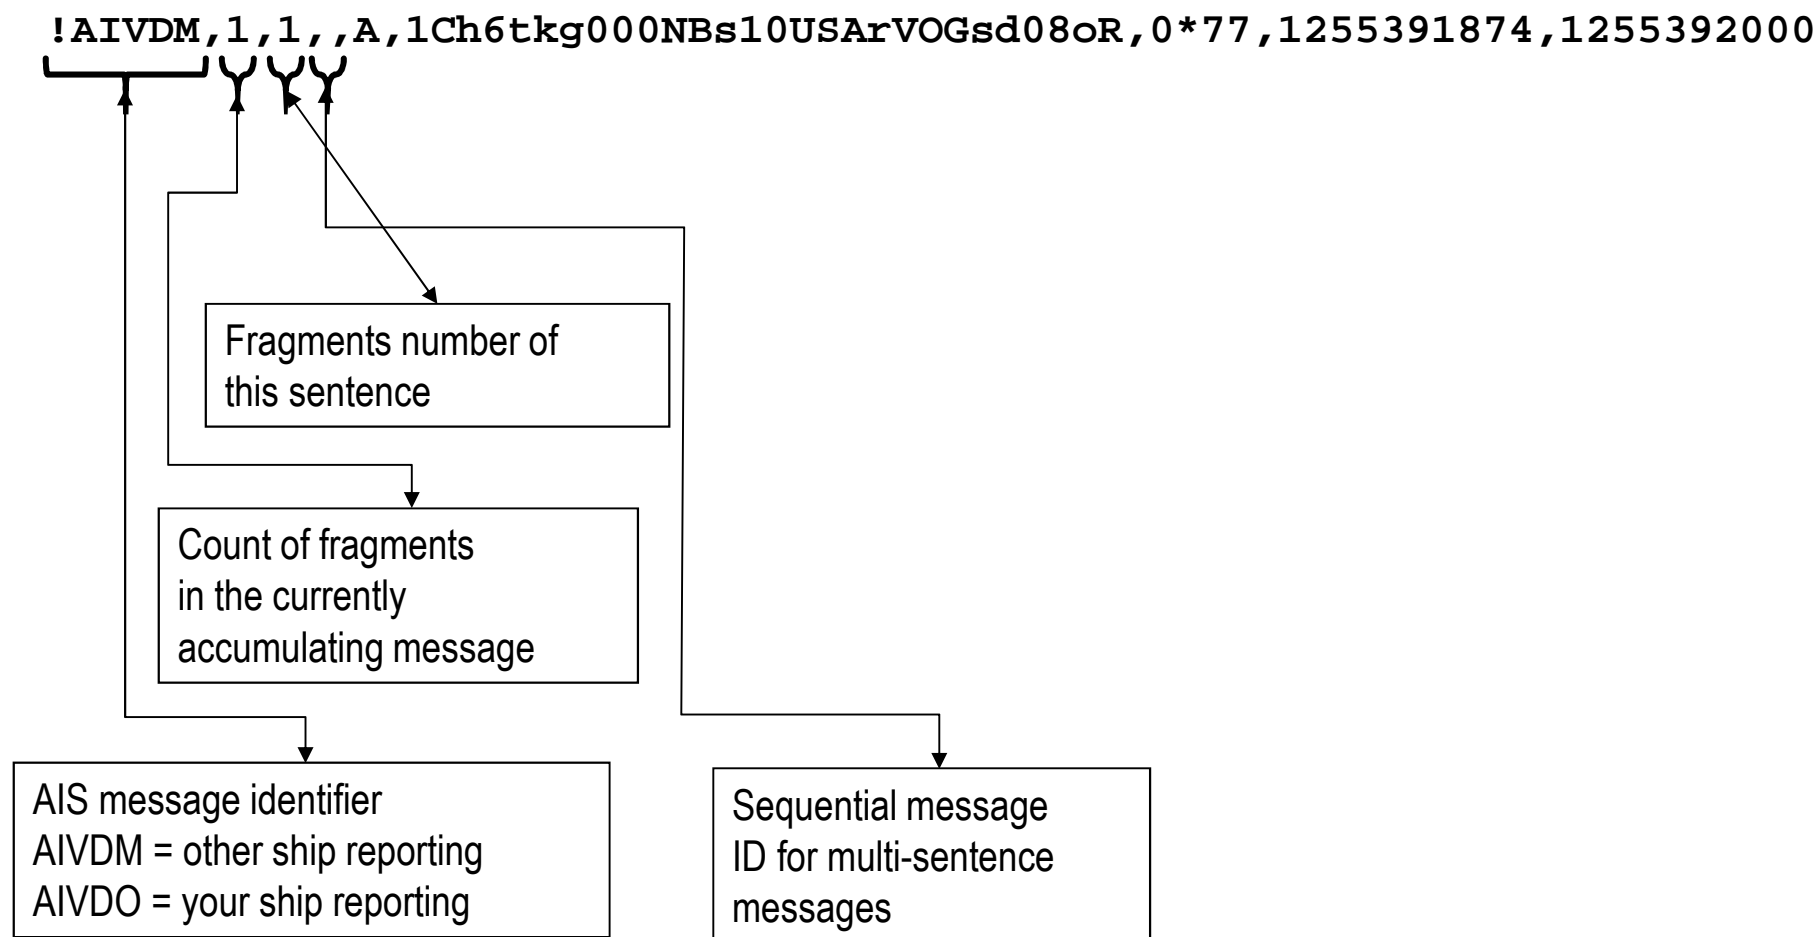 !AIVDM,1,1,,A,1Ch6tkg000NBs10USArVOGsd08oR,0*77,1255391874,1255392000
Fragments number of
this sentence
Count of fragments
in the currently
accumulating message
AIS message identifier
AIVDM = other ship reporting
AIVDO = your ship reporting
Sequential message
ID for multi-sentence
messages